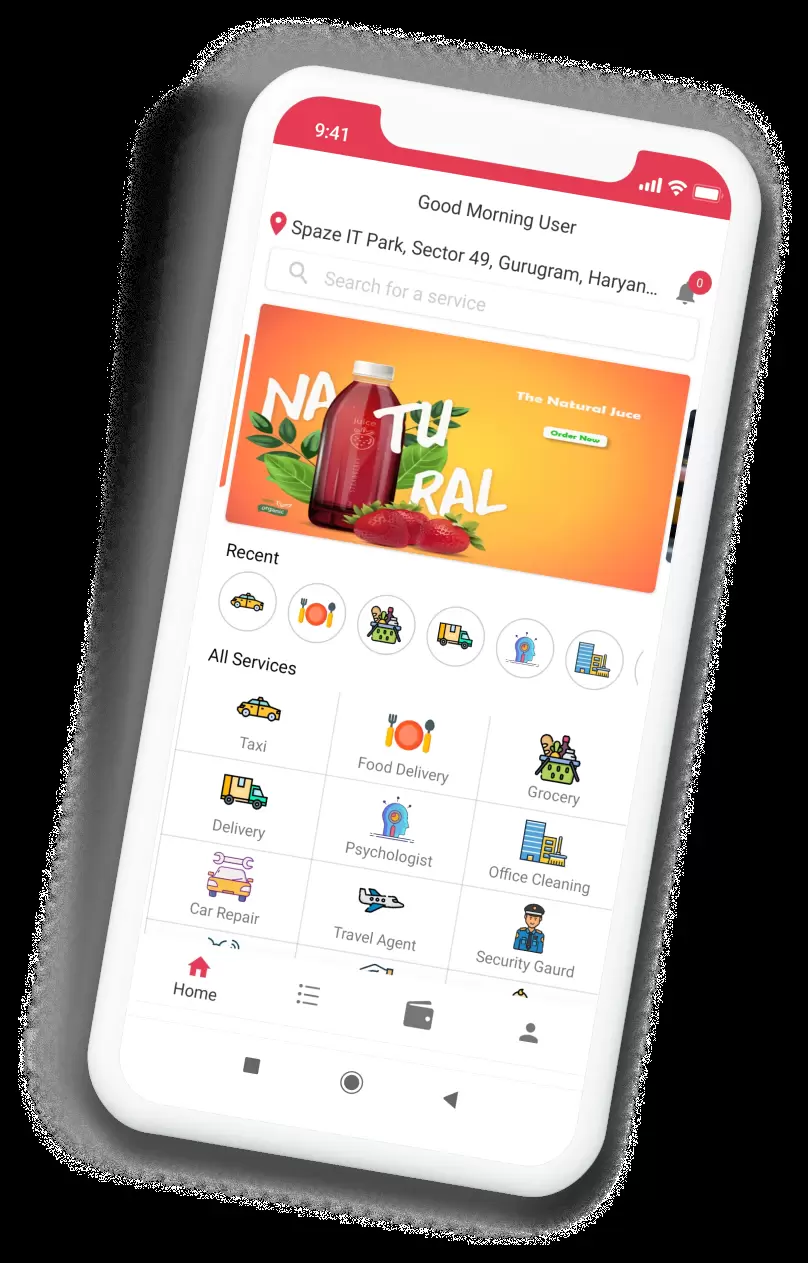 9:41
Good Morning User
Spaze IT Park, Sector 49, Gurugram, Haryan...
0
Search for a service
NA
TU
RAL
juice
The Natural Juce
Order Now
organic
Recent
All Services
Taxi
Food Delivery
Grocery
Delivery
Psychologist
Office Cleaning
Car Repair
Travel Agent
Security Gaurd
Home